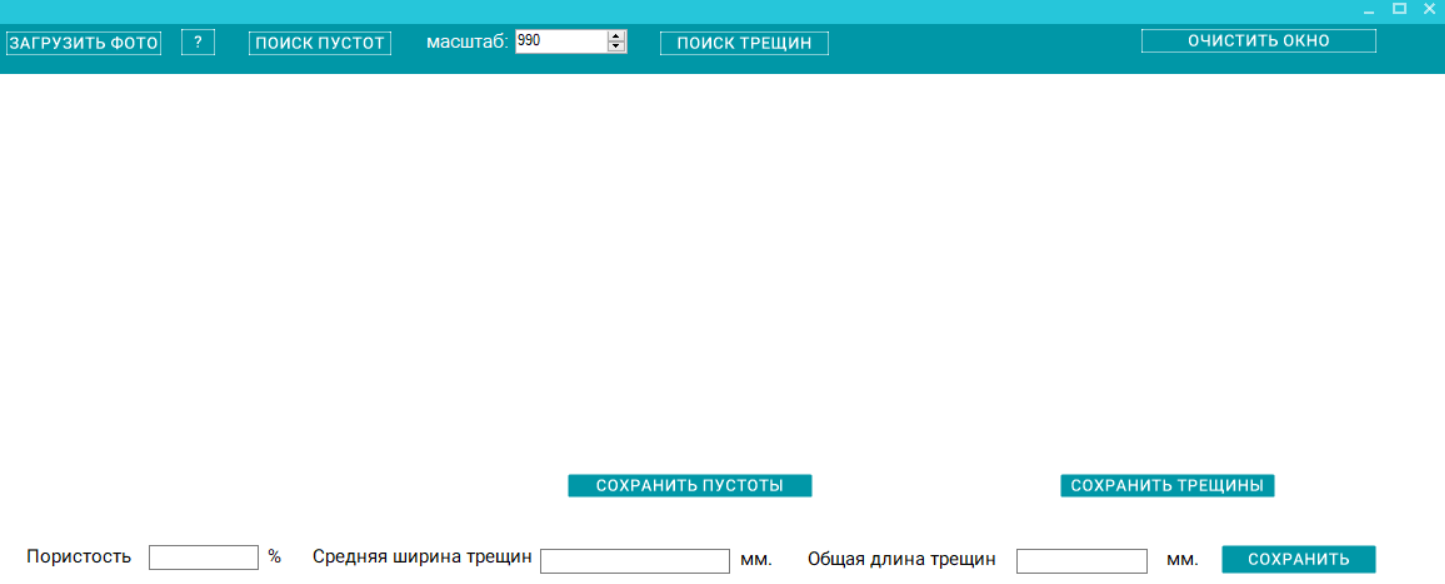 ЗАГРУЗИТЬ ФОТО ? ПОИСК ПУСТОТ масштаб: 990 ПОИСК ТРЕЩИН ОЧИСТИТЬ ОКНО
СОХРАНИТЬ ПУСТОТЫ СОХРАНИТЬ ТРЕЩИНЫ
Пористость % Средняя ширина трещин мм. Общая длина трещин мм. СОХРАНИТЬ